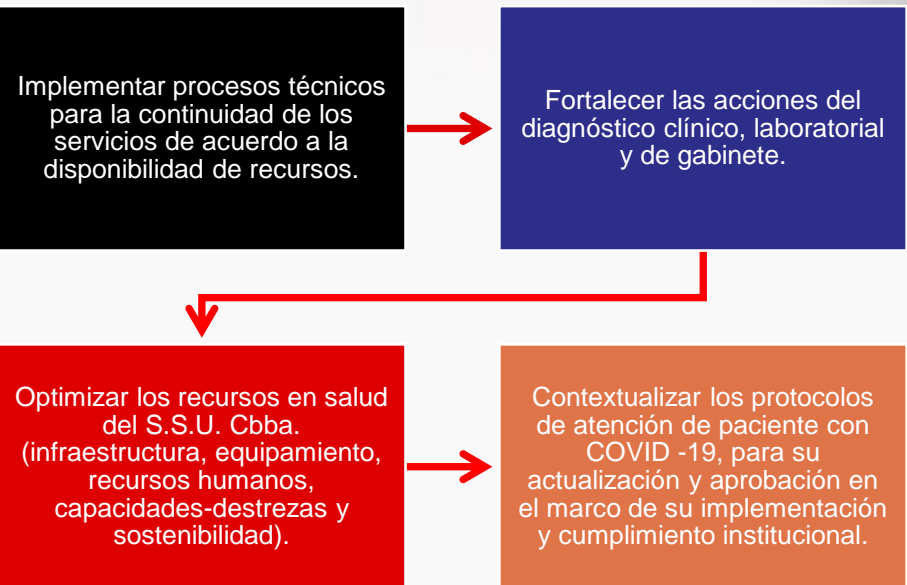 Implementar procesos técnicos
para la continuidad de los
servicios de acuerdo a la
disponibilidad de recursos.
Fortalecer las acciones del
diagnóstico clínico, laboratorial
y de gabinete.
Optimizar los recursos en salud
del S.S.U. Cbba.
(infraestructura, equipamiento,
recursos humanos,
capacidades-destrezas y
sostenibilidad).
Contextualizar los protocolos
de atención de paciente con
COVID -19, para su
actualización y aprobación en
el marco de su implementación
y cumplimiento institucional.